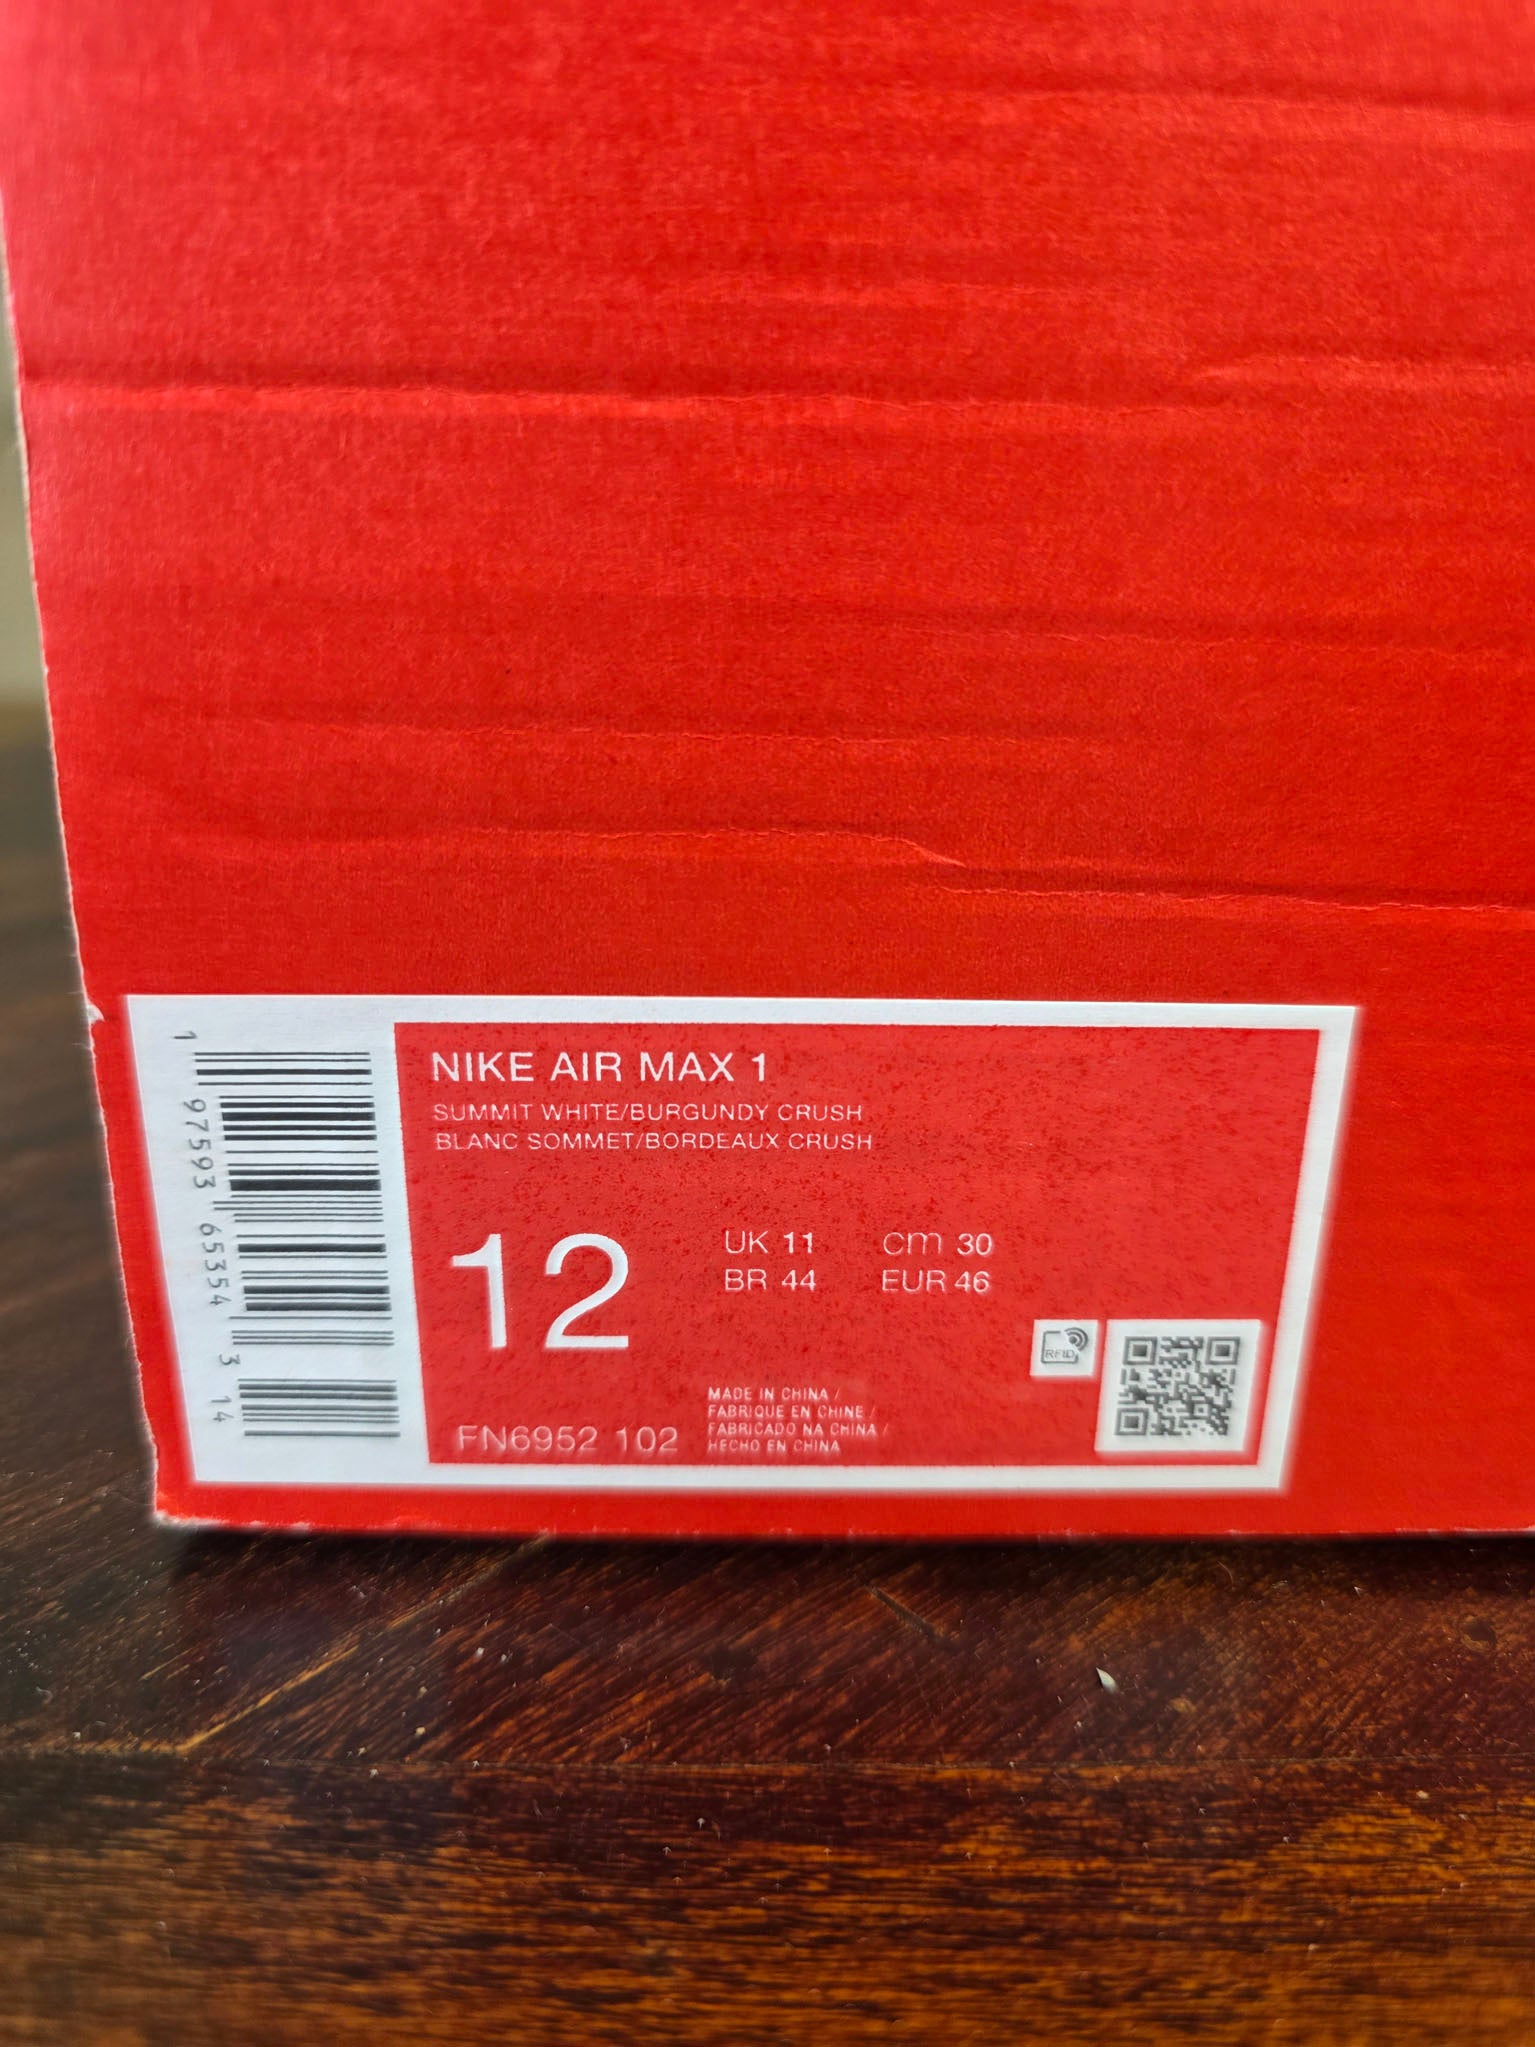 NIKE AIR MAX 1
SUMMIT WHITE/BURGUNDY CRUSH
BLANC SOMMET/BORDEAUX CRUSH
12
UK 11 cm 30
BR 44 EUR 46
RFID
MADE IN CHINA /
FABRIQUE EN CHINE /
FABRICADO NA CHINA /
HECHO EN CHINA
FN6952 102
1 97593 65354 3 14